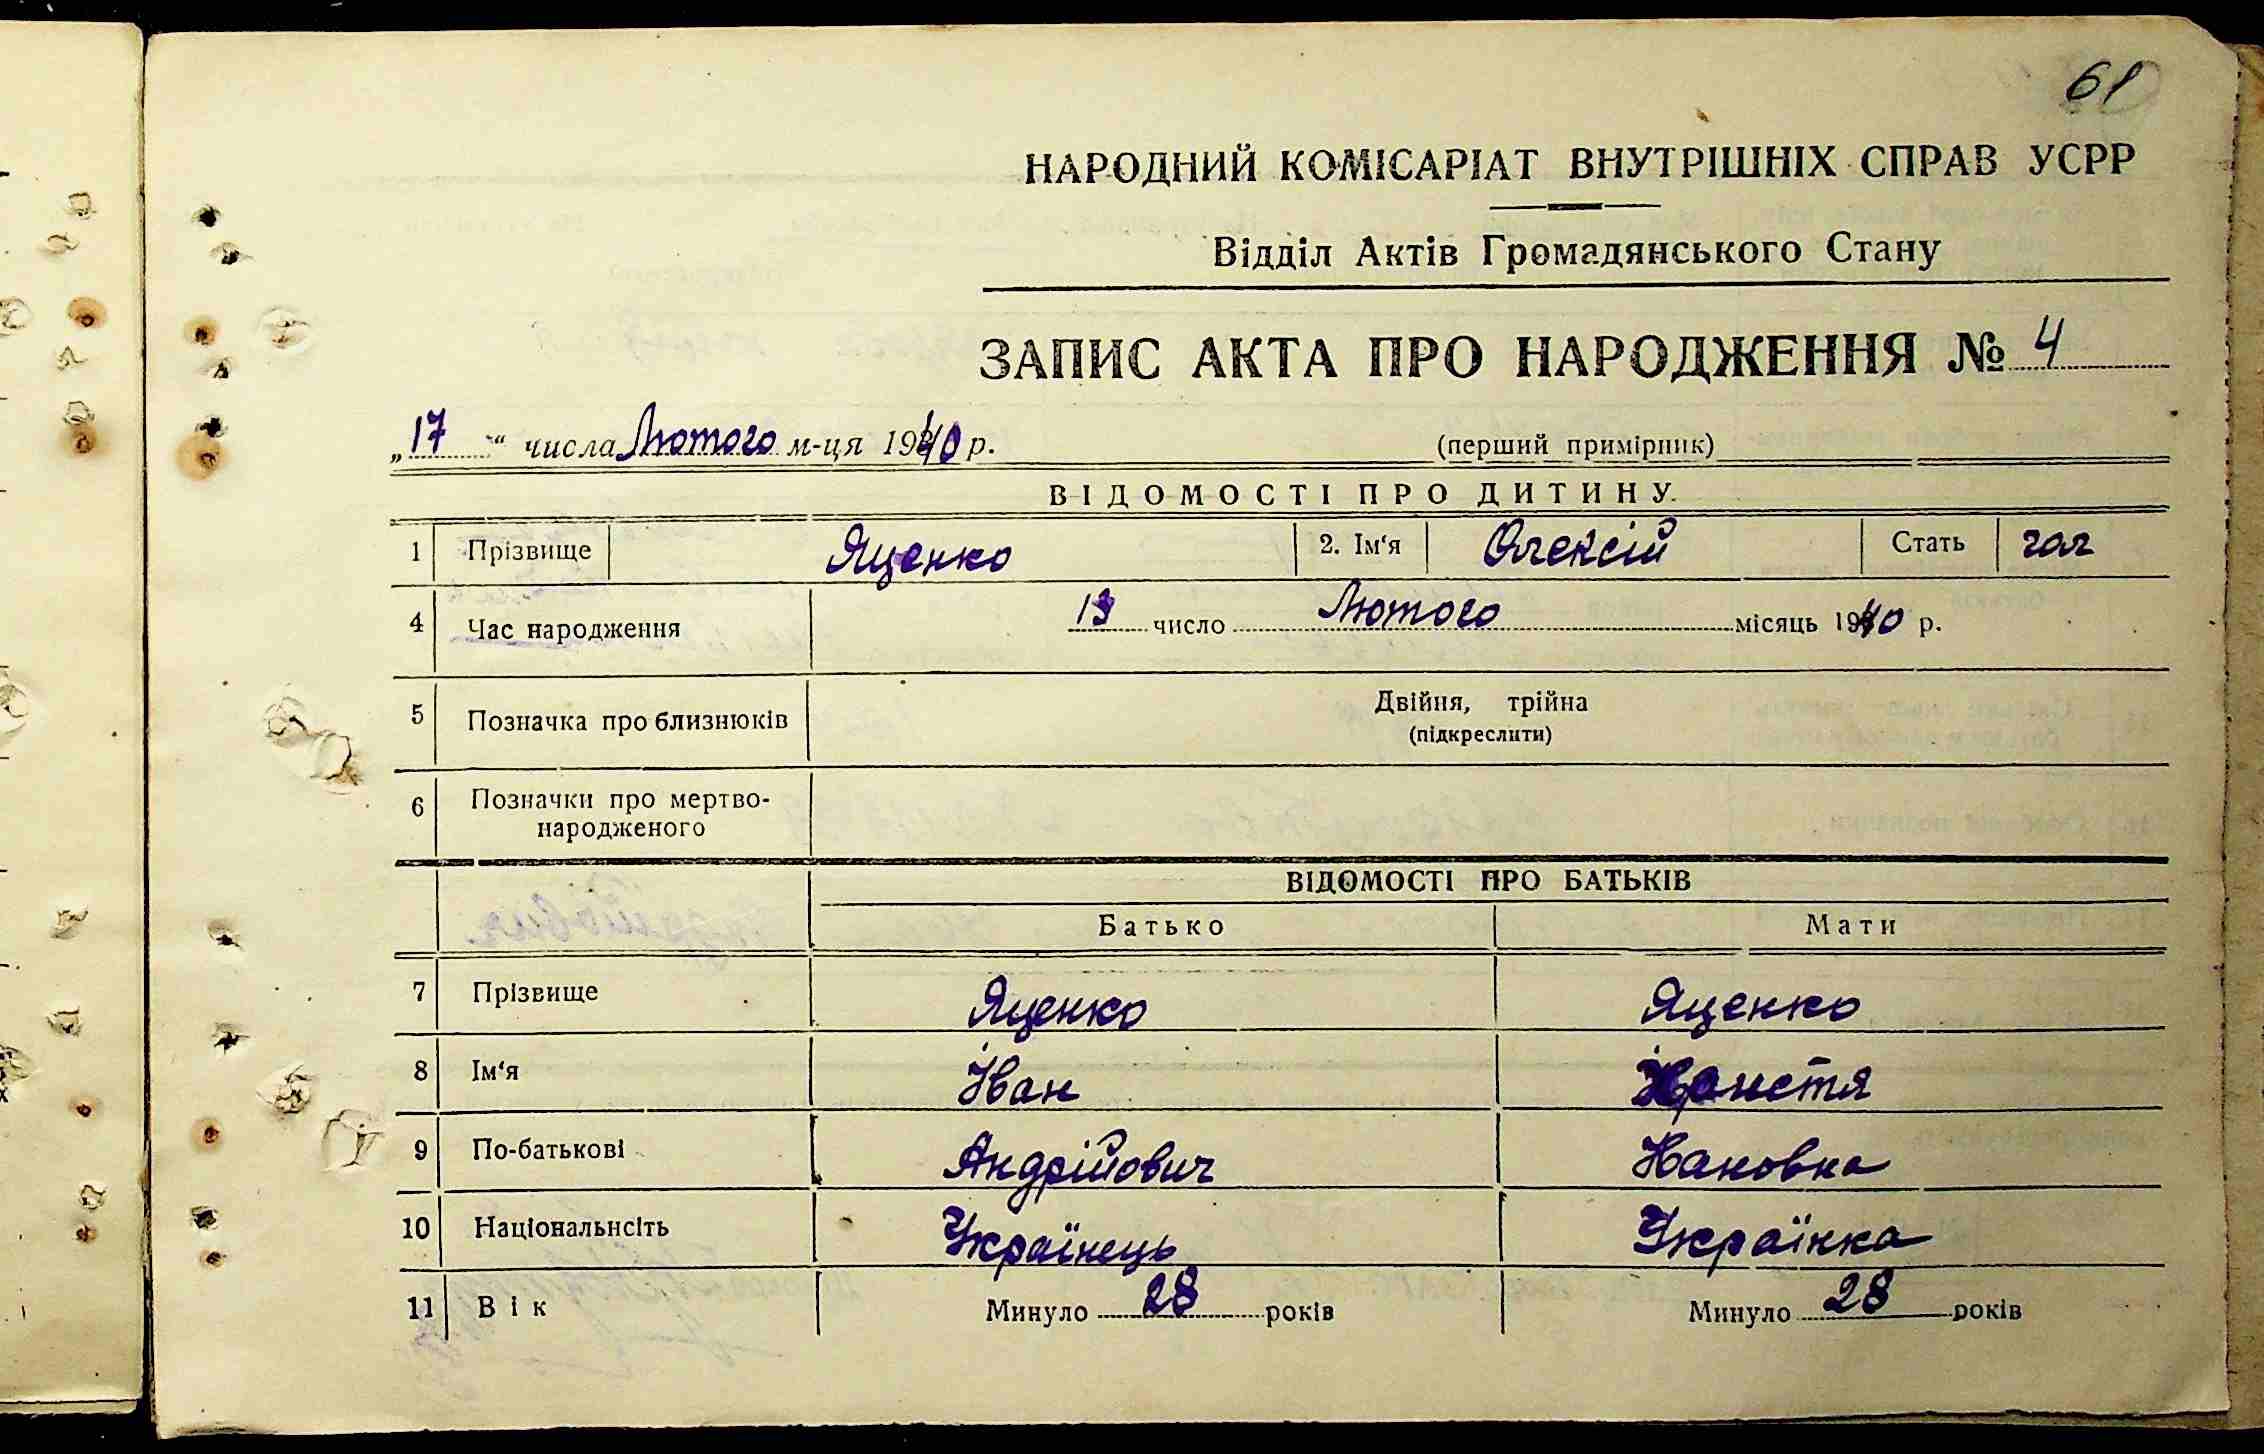 61
НАРОДНИЙ КОМІСАРІАТ ВНУТРІШНІХ СПРАВ УСРР
Відділ Актів Громадянського Стану
ЗАПИС АКТА ПРО НАРОДЖЕННЯ № 4
„17“ числа Лютого м-ця 1940 р. (перший примірник)
ВІДОМОСТІ ПРО ДИТИНУ
1 Прізвище Яценко 2. Ім'я Олексій Стать чол
4 Час народження 13 число Лютого місяць 1940 р.
5 Позначка про близнюків Двійня, трійна
(підкреслити)
6 Позначки про мертво-
народженого
ВІДОМОСТІ ПРО БАТЬКІВ
Батько Мати
7 Прізвище Яценко Яценко
8 Ім'я Іван Христя
9 По-батькові Андрійович
10 Національнсіть Українець Українка
11 Вік Минуло 28 років Минуло 28 років